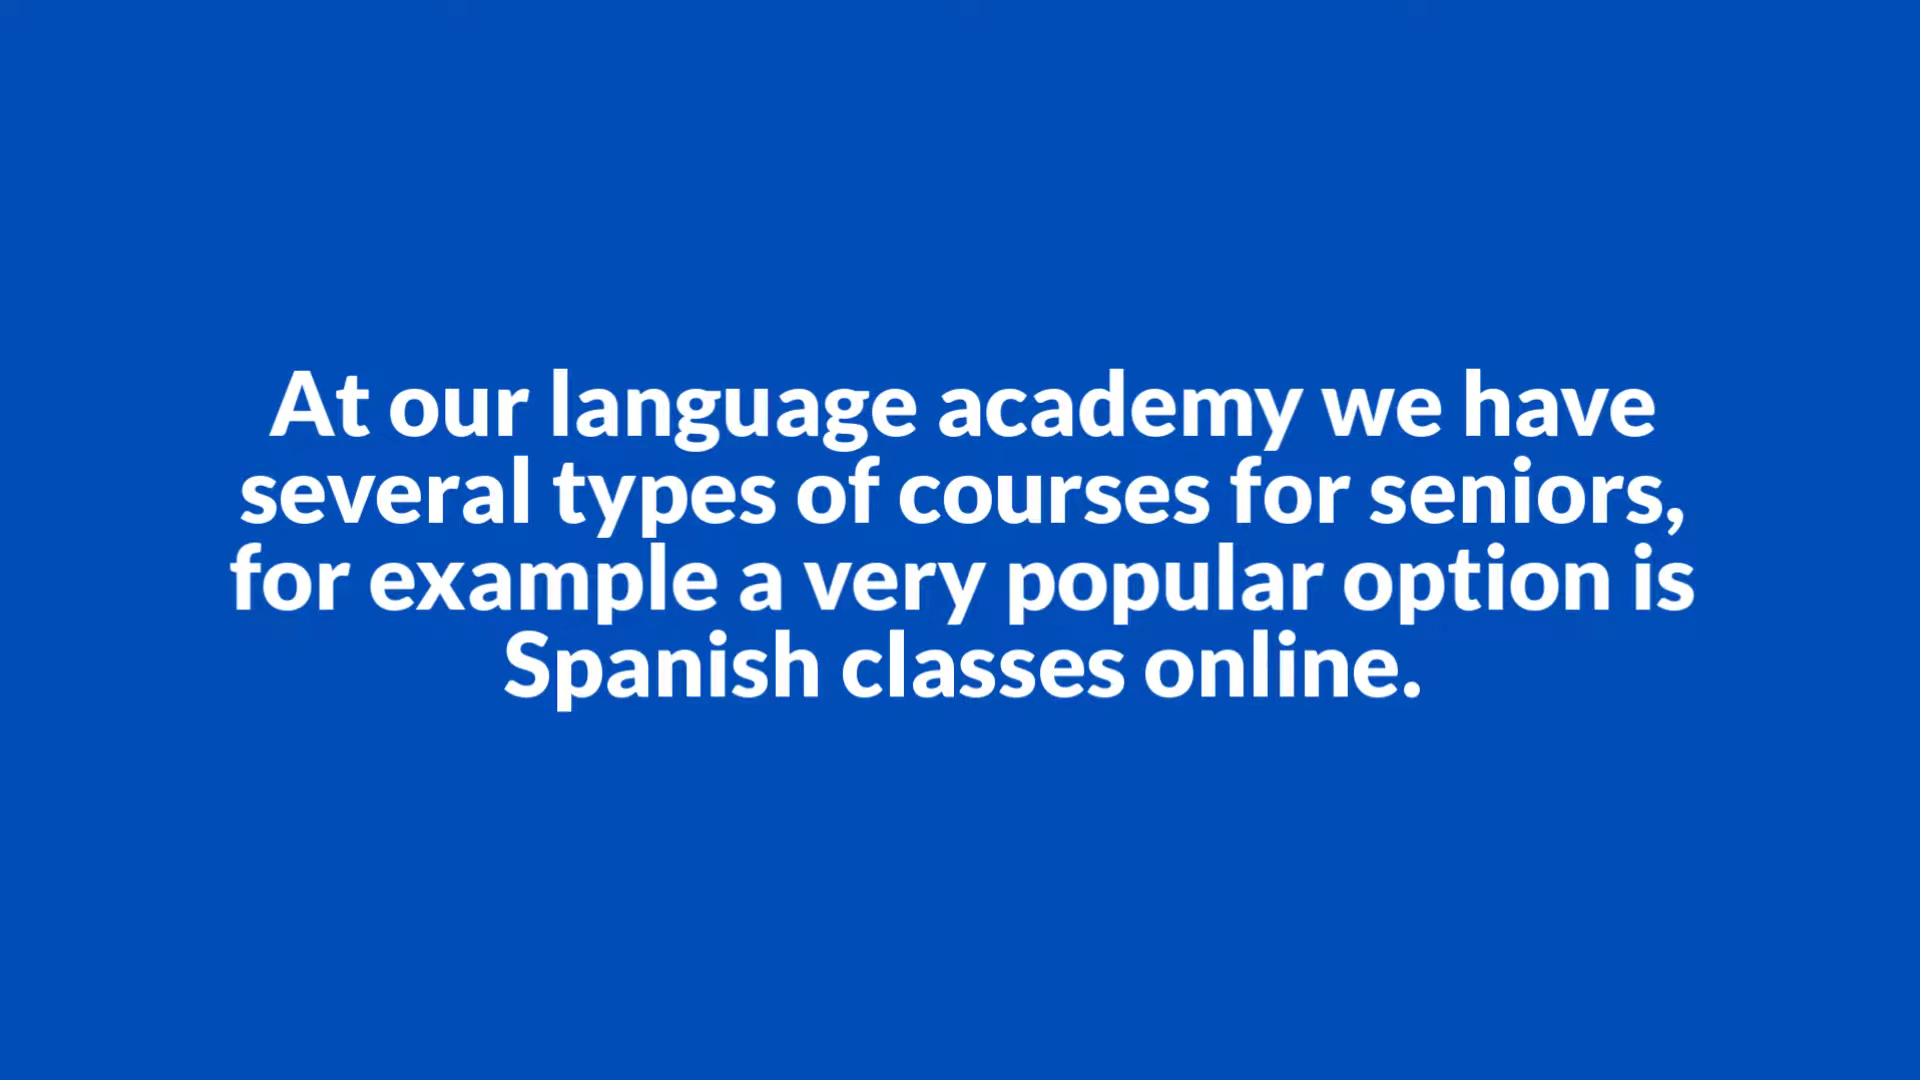 At our language academy we have
several types of courses for seniors,
for example a very popular option is
Spanish classes online.